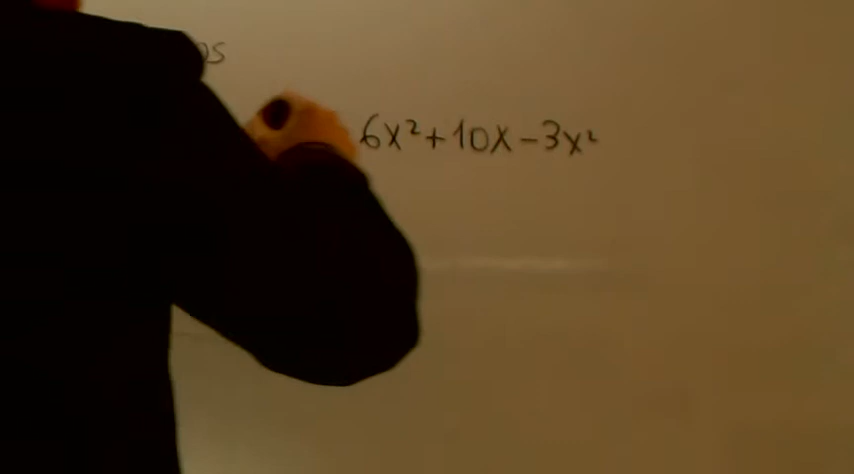 6x² + 10x - 3x²